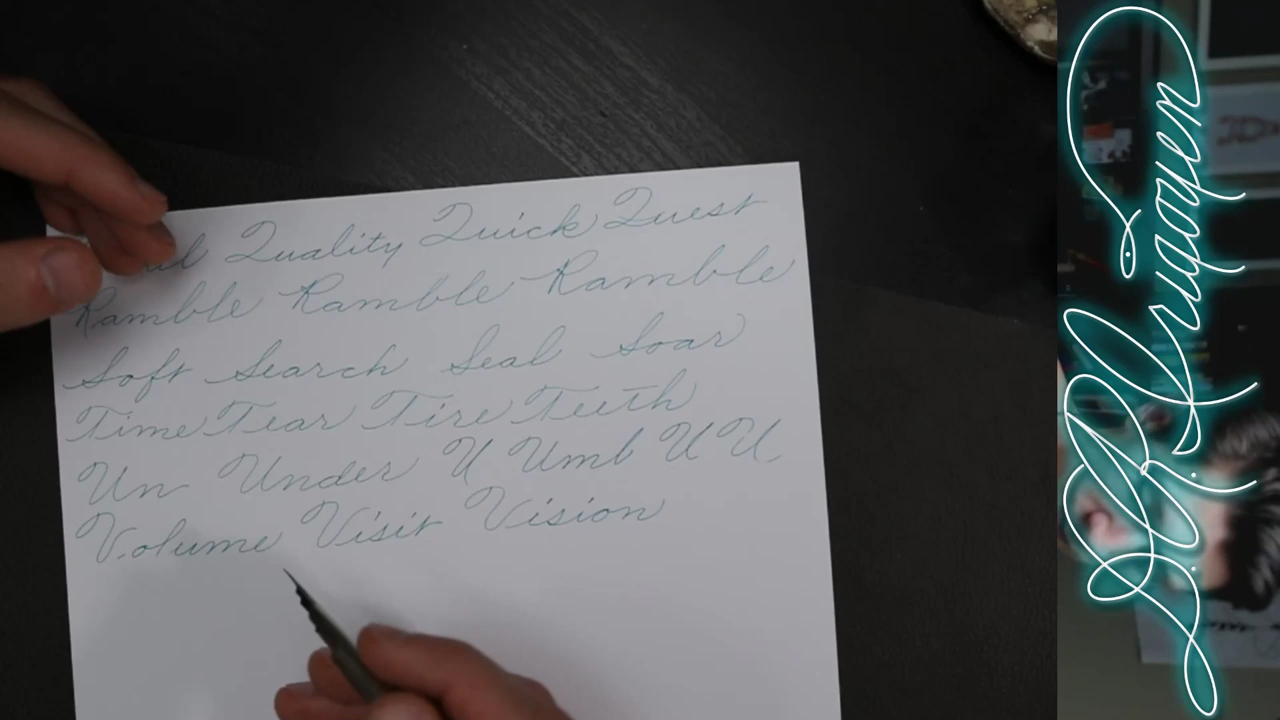 Quality Quick Quest
Ramble Ramble Ramble
Soft Search Seal Soar
Time Tear Tire Teeth
Un Under U Umb U U
Volume Visit Vision